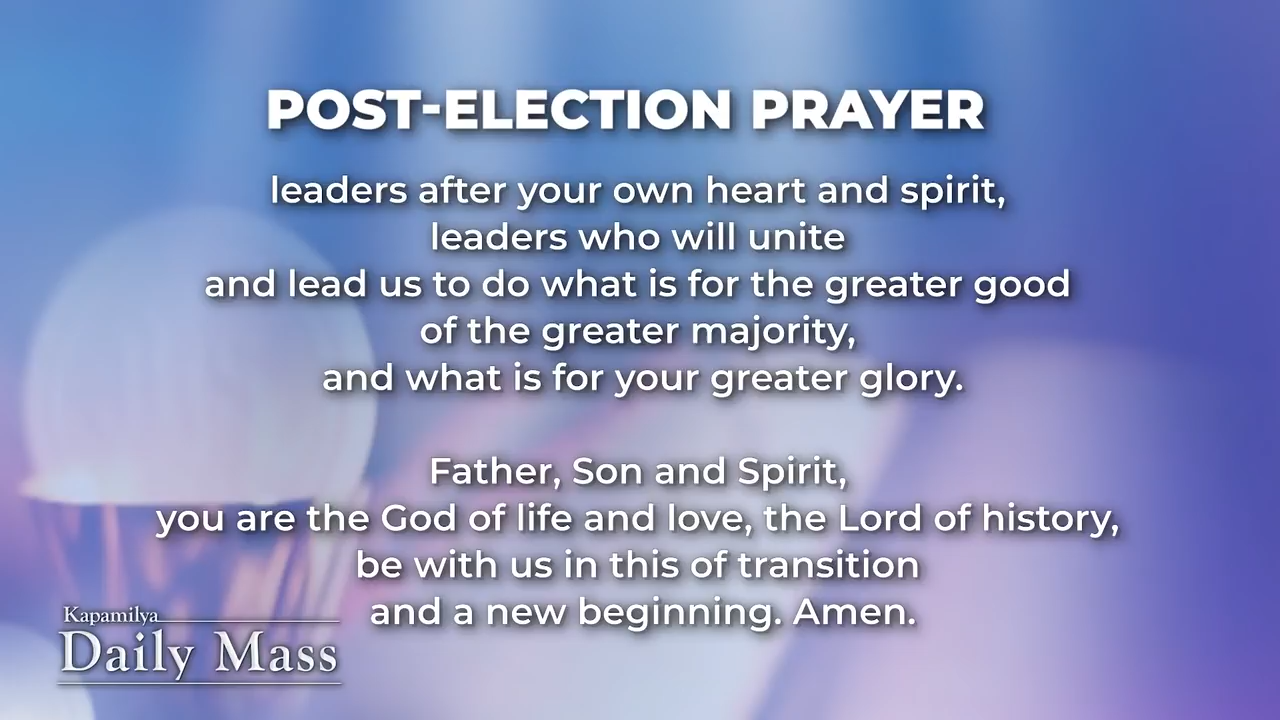 POST-ELECTION PRAYER
leaders after your own heart and spirit,
leaders who will unite
and lead us to do what is for the greater good
of the greater majority,
and what is for your greater glory.
Father, Son and Spirit,
you are the God of life and love, the Lord of history,
be with us in this of transition
and a new beginning. Amen.
Kapamilya
Daily Mass